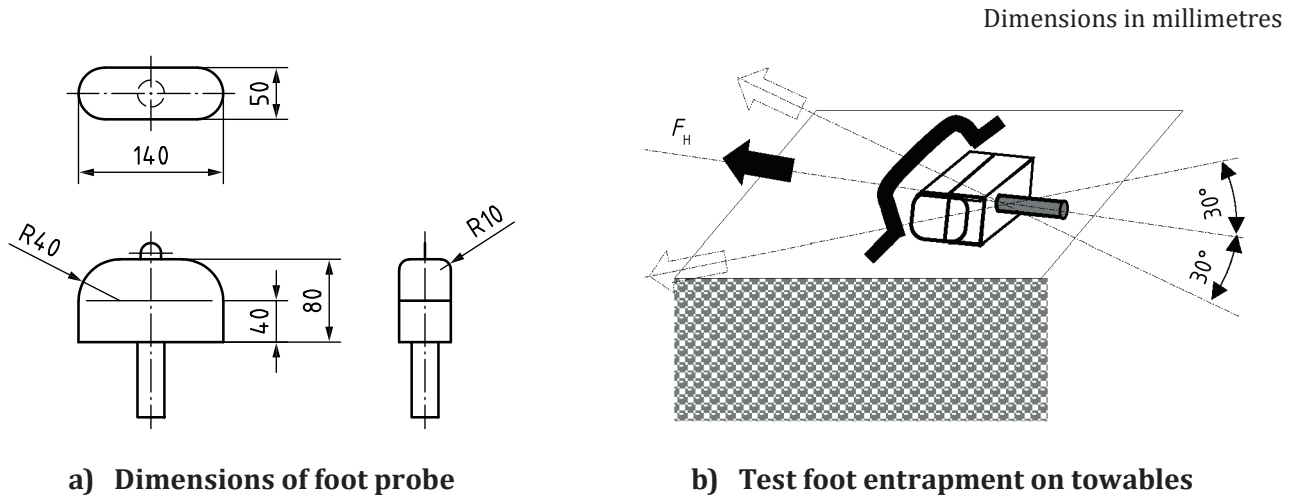 Dimensions in millimetres
50
140
R40
R10
80
40
F_H
30°
30°
a) Dimensions of foot probe
b) Test foot entrapment on towables